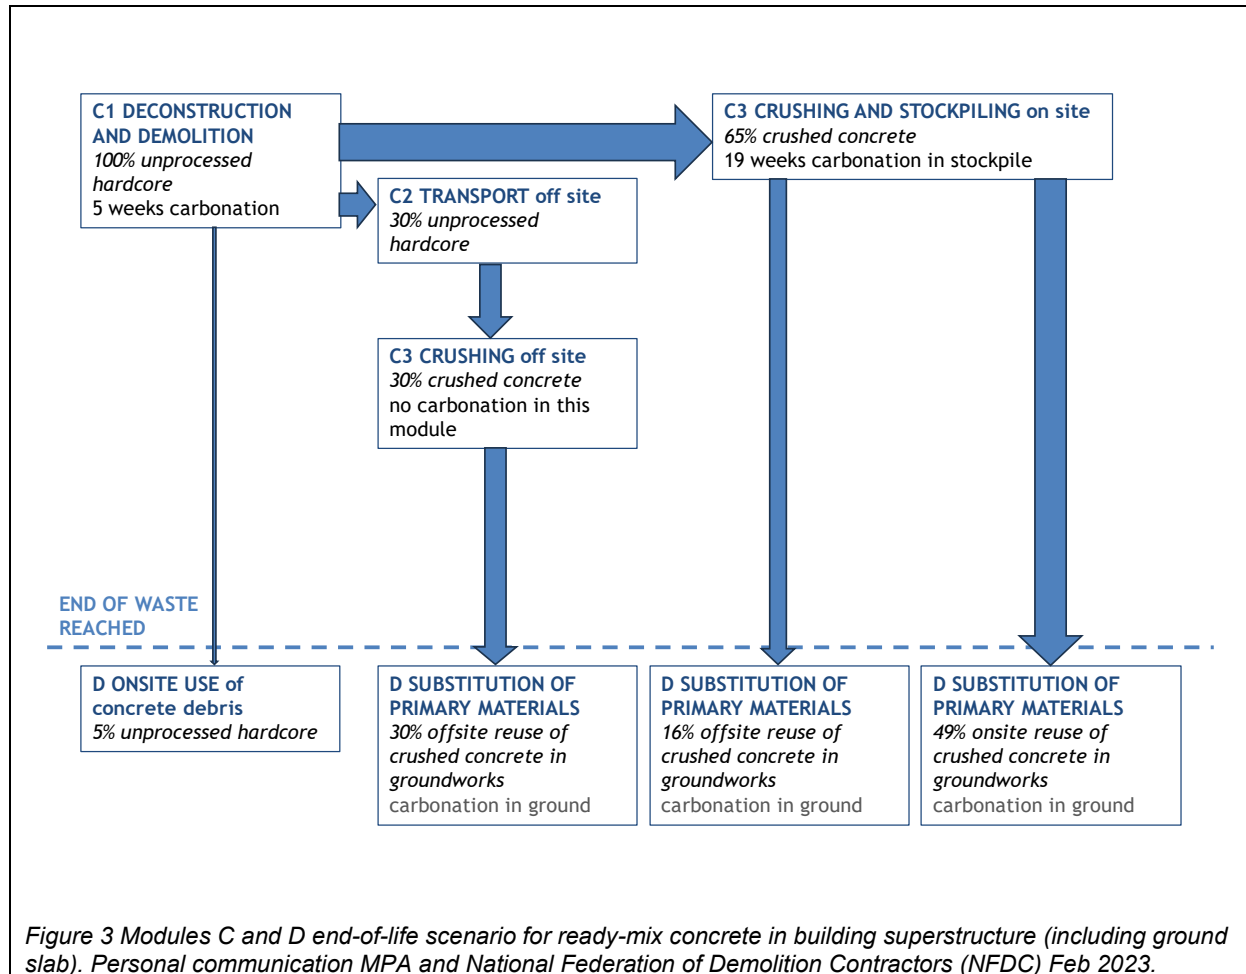 C1 DECONSTRUCTION
AND DEMOLITION
100% unprocessed
hardcore
5 weeks carbonation
C3 CRUSHING AND STOCKPILING on site
65% crushed concrete
19 weeks carbonation in stockpile
C2 TRANSPORT off site
30% unprocessed
hardcore
C3 CRUSHING off site
30% crushed concrete
no carbonation in this
module
END OF WASTE
REACHED
D ONSITE USE of
concrete debris
5% unprocessed hardcore
D SUBSTITUTION OF
PRIMARY MATERIALS
30% offsite reuse of
crushed concrete in
groundworks
carbonation in ground
D SUBSTITUTION OF
PRIMARY MATERIALS
16% offsite reuse of
crushed concrete in
groundworks
carbonation in ground
D SUBSTITUTION OF
PRIMARY MATERIALS
49% onsite reuse of
crushed concrete in
groundworks
carbonation in ground
Figure 3 Modules C and D end-of-life scenario for ready-mix concrete in building superstructure (including ground
slab). Personal communication MPA and National Federation of Demolition Contractors (NFDC) Feb 2023.